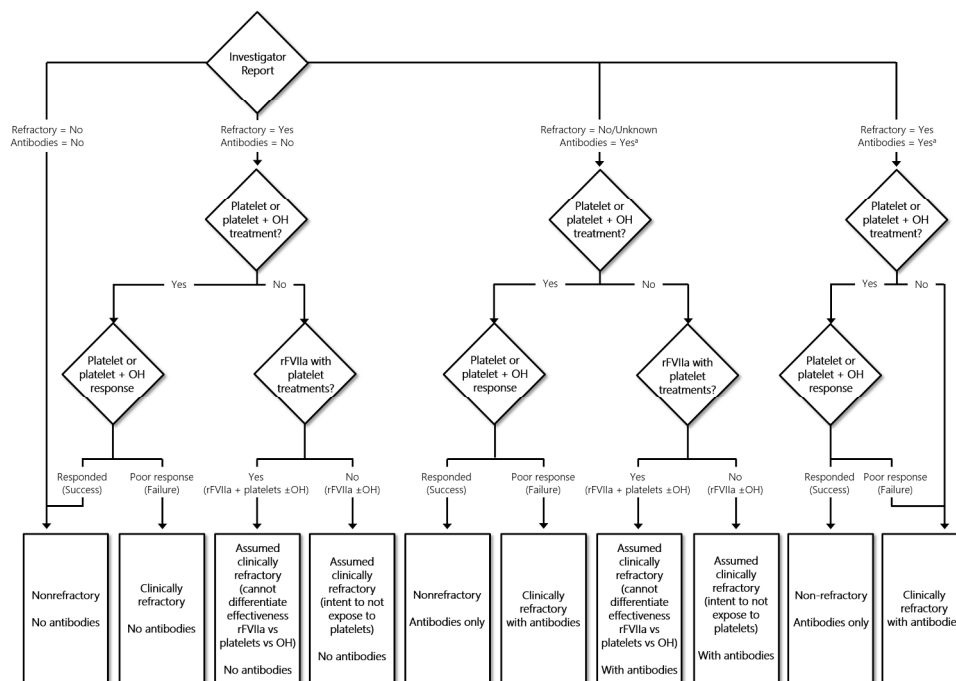 Investigator
Report
Refractory = No
Antibodies = No
Refractory = Yes
Antibodies = No
Refractory = No/Unknown
Antibodies = Yesᵃ
Refractory = Yes
Antibodies = Yesᵃ
Platelet or
platelet + OH
treatment?
Platelet or
platelet + OH
treatment?
Platelet or
platelet + OH
treatment?
Yes
No
Yes
No
Yes
No
Platelet or
platelet + OH
response
rFVIIa with
platelet
treatments?
Platelet or
platelet + OH
response
rFVIIa with
platelet
treatments?
Platelet or
platelet + OH
response
Responded
(Success)
Poor response
(Failure)
Yes
(rFVIIa + platelets ±OH)
No
(rFVIIa ±OH)
Responded
(Success)
Poor response
(Failure)
Yes
(rFVIIa + platelets ±OH)
No
(rFVIIa ±OH)
Responded
(Success)
Poor response
(Failure)
Nonrefractory
No antibodies
Clinically
refractory
No antibodies
Assumed
clinically
refractory
(cannot
differentiate
effectiveness
rFVIIa vs
platelets vs OH)
No antibodies
Assumed
clinically
refractory
(intent to not
expose to
platelets)
No antibodies
Nonrefractory
Antibodies only
Clinically
refractory
with antibodies
Assumed
clinically
refractory
(cannot
differentiate
effectiveness
rFVIIa vs
platelets vs OH)
With antibodies
Assumed
clinically
refractory
(intent to not
expose to
platelets)
With antibodies
Non-refractory
Antibodies only
Clinically
refractory
with antibodies